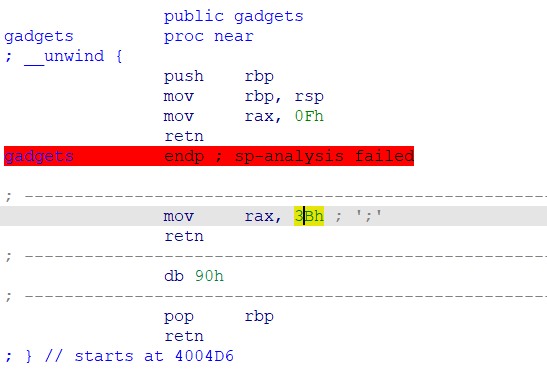 public gadgets
gadgets proc near
; __unwind {
push rbp
mov rbp, rsp
mov rax, 0Fh
retn
gadgets endp ; sp-analysis failed
; ---------------------------------------------------------
mov rax, 3Bh ; ';'
retn
; ---------------------------------------------------------
db 90h
; ---------------------------------------------------------
pop rbp
retn
; } // starts at 4004D6